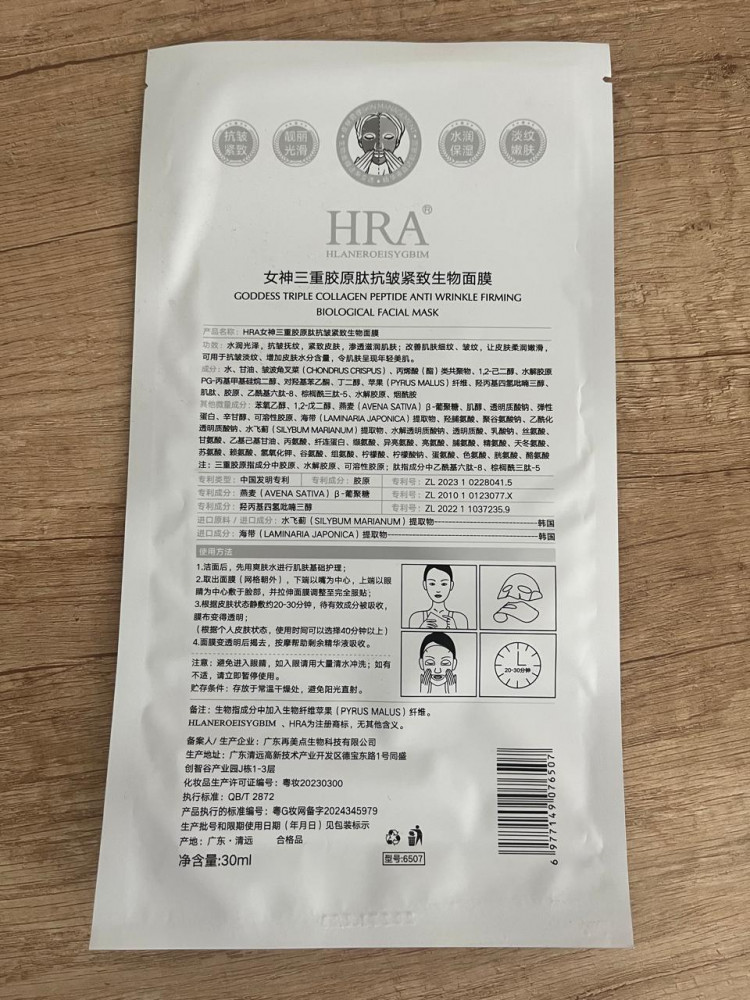 抗皱
紧致
靓丽
光滑
水润
保湿
淡纹
嫩肤
HRA®
HLANEROEISYGBIM
女神三重胶原肽抗皱紧致生物面膜
GODDESS TRIPLE COLLAGEN PEPTIDE ANTI WRINKLE FIRMING
BIOLOGICAL FACIAL MASK
产品名称：HRA女神三重胶原肽抗皱紧致生物面膜
功效：水润光泽，抗皱抚纹，紧致皮肤，渗透滋润肌肤；改善肌肤细纹、皱纹，让皮肤柔润嫩滑，
可用于抗皱淡纹、增加皮肤水分含量，令肌肤呈现年轻美肌。
成分：水、甘油、皱波角叉菜（CHONDRUS CRISPUS）、丙烯酸（酯）类共聚物、1,2-己二醇、水解胶原
PG-丙基甲基硅烷二醇、对羟基苯乙酮、丁二醇、苹果（PYRUS MALUS）纤维、羟丙基四氢吡喃三醇、
肌肽、胶原、乙酰基六肽-8、棕榈酰三肽-5、水解胶原、烟酰胺
其他微量成分：苯氧乙醇、1,2-戊二醇、燕麦（AVENA SATIVA）β-葡聚糖、肌醇、透明质酸钠、弹性
蛋白、辛甘醇、可溶性胶原、海带（LAMINARIA JAPONICA）提取物、羟脯氨酸、聚谷氨酸钠、乙酰化
透明质酸钠、水飞蓟（SILYBUM MARIANUM）提取物、水解透明质酸钠、透明质酸、乳酸钠、丝氨酸、
甘氨酸、乙基己基甘油、丙氨酸、纤连蛋白、缬氨酸、异亮氨酸、亮氨酸、脯氨酸、精氨酸、天冬氨酸、
苏氨酸、赖氨酸、氢氧化钾、谷氨酸、组氨酸、柠檬酸、柠檬酸钠、蛋氨酸、色氨酸、胱氨酸、酪氨酸
注：三重胶原指成分中胶原、水解胶原、可溶性胶原；肽指成分中乙酰基六肽-8、棕榈酰三肽-5
专利类型：中国发明专利 专利成分：胶原 专利号：ZL 2023 1 0228041.5
专利成分：燕麦（AVENA SATIVA）β-葡聚糖 专利号：ZL 2010 1 0123077.X
专利成分：羟丙基四氢吡喃三醇 专利号：ZL 2022 1 1037235.9
进口原料 / 进口成分：水飞蓟（SILYBUM MARIANUM）提取物----------韩国
进口成分：海带（LAMINARIA JAPONICA）提取物----------韩国
使用方法
1.洁面后，先用爽肤水进行肌肤基础护理；
2.取出面膜（网格朝外），下端以嘴为中心，上端以眼
睛为中心敷于脸部，并拉伸面膜调整至完全服贴；
3.根据皮肤状态静敷约20-30分钟，待有效成分被吸收，
膜布变得透明；
（根据个人皮肤状态，使用时间可以选择40分钟以上）
4.面膜变透明后揭去，按摩帮助剩余精华液吸收。
20-30分钟
注意：避免进入眼睛，如入眼请用大量清水冲洗；如有
不适，请立即暂停使用。
贮存条件：存放于常温干燥处，避免阳光直射。
备注：生物指成分中加入生物纤维苹果（PYRUS MALUS）纤维。
HLANEROEISYGBIM 、HRA为注册商标，无其他含义。
备案人/ 生产企业：广东再美点生物科技有限公司
生产地址：广东清远高新技术产业开发区德宝东路1号同盛
创智谷产业园J栋1-3层
化妆品生产许可证编号：粤妆20230300
执行标准：QB/T 2872
产品执行的标准编号：粤G妆网备字2024345979
生产批号和限期使用日期（年月日）见包装标示
产地：广东·清远 合格品
净含量:30ml
型号:6507
6 977149 076507